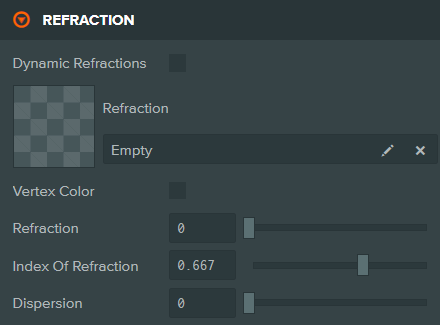 REFRACTION
Dynamic Refractions
Refraction
Empty
Vertex Color
Refraction 0
Index Of Refraction 0.667
Dispersion 0